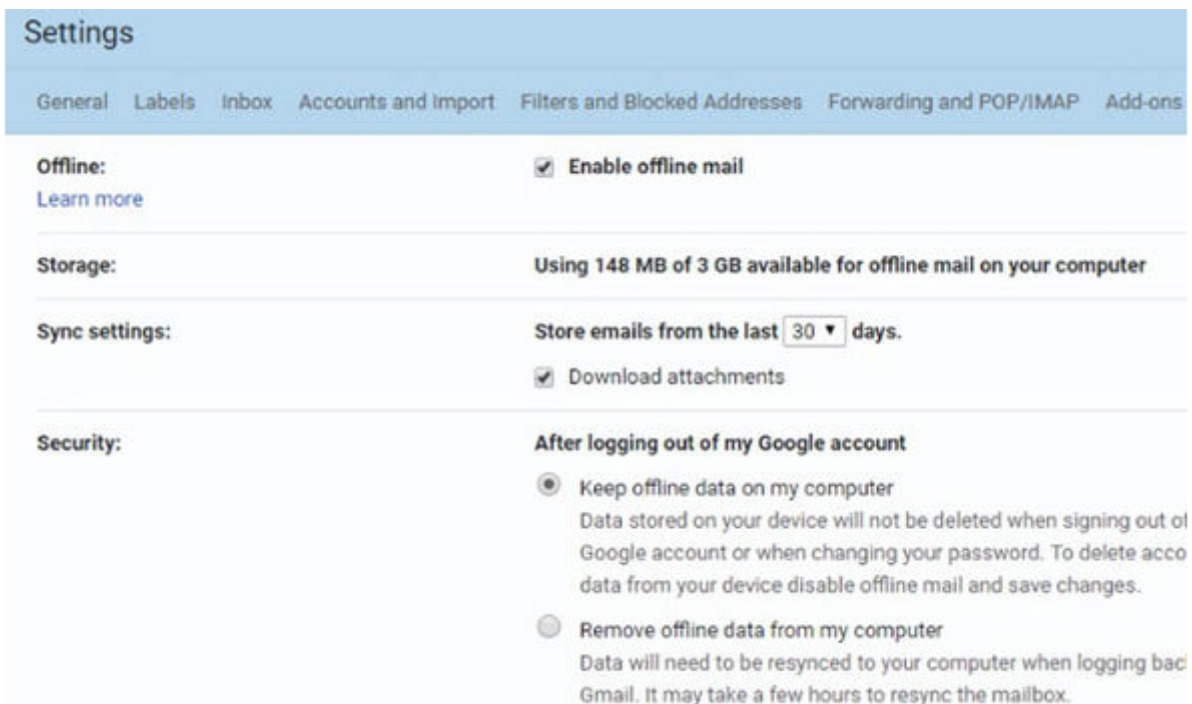 Settings
General Labels Inbox Accounts and Import Filters and Blocked Addresses Forwarding and POP/IMAP Add-ons
Offline: Enable offline mail
Learn more
Storage: Using 148 MB of 3 GB available for offline mail on your computer
Sync settings: Store emails from the last 30 days.
Download attachments
Security: After logging out of my Google account
Keep offline data on my computer
Data stored on your device will not be deleted when signing out of
Google account or when changing your password. To delete acco
data from your device disable offline mail and save changes.
Remove offline data from my computer
Data will need to be resynced to your computer when logging bac
Gmail. It may take a few hours to resync the mailbox.